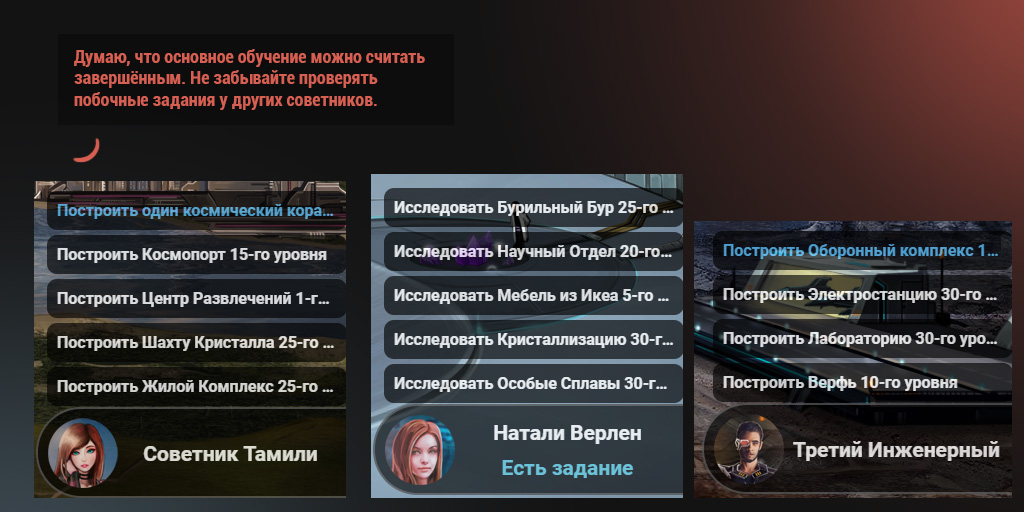 Думаю, что основное обучение можно считать
завершённым. Не забывайте проверять
побочные задания у других советников.
Построить один космический кора...
Построить Космопорт 15-го уровня
Построить Центр Развлечений 1-г...
Построить Шахту Кристалла 25-го ...
Построить Жилой Комплекс 25-го ...
Советник Тамили
Исследовать Бурильный Бур 25-го ...
Исследовать Научный Отдел 20-го...
Исследовать Мебель из Икеа 5-го ...
Исследовать Кристаллизацию 30-г...
Исследовать Особые Сплавы 30-г...
Натали Верлен
Есть задание
Построить Оборонный комплекс 1...
Построить Электростанцию 30-го ...
Построить Лабораторию 30-го уро...
Построить Верфь 10-го уровня
Третий Инженерный